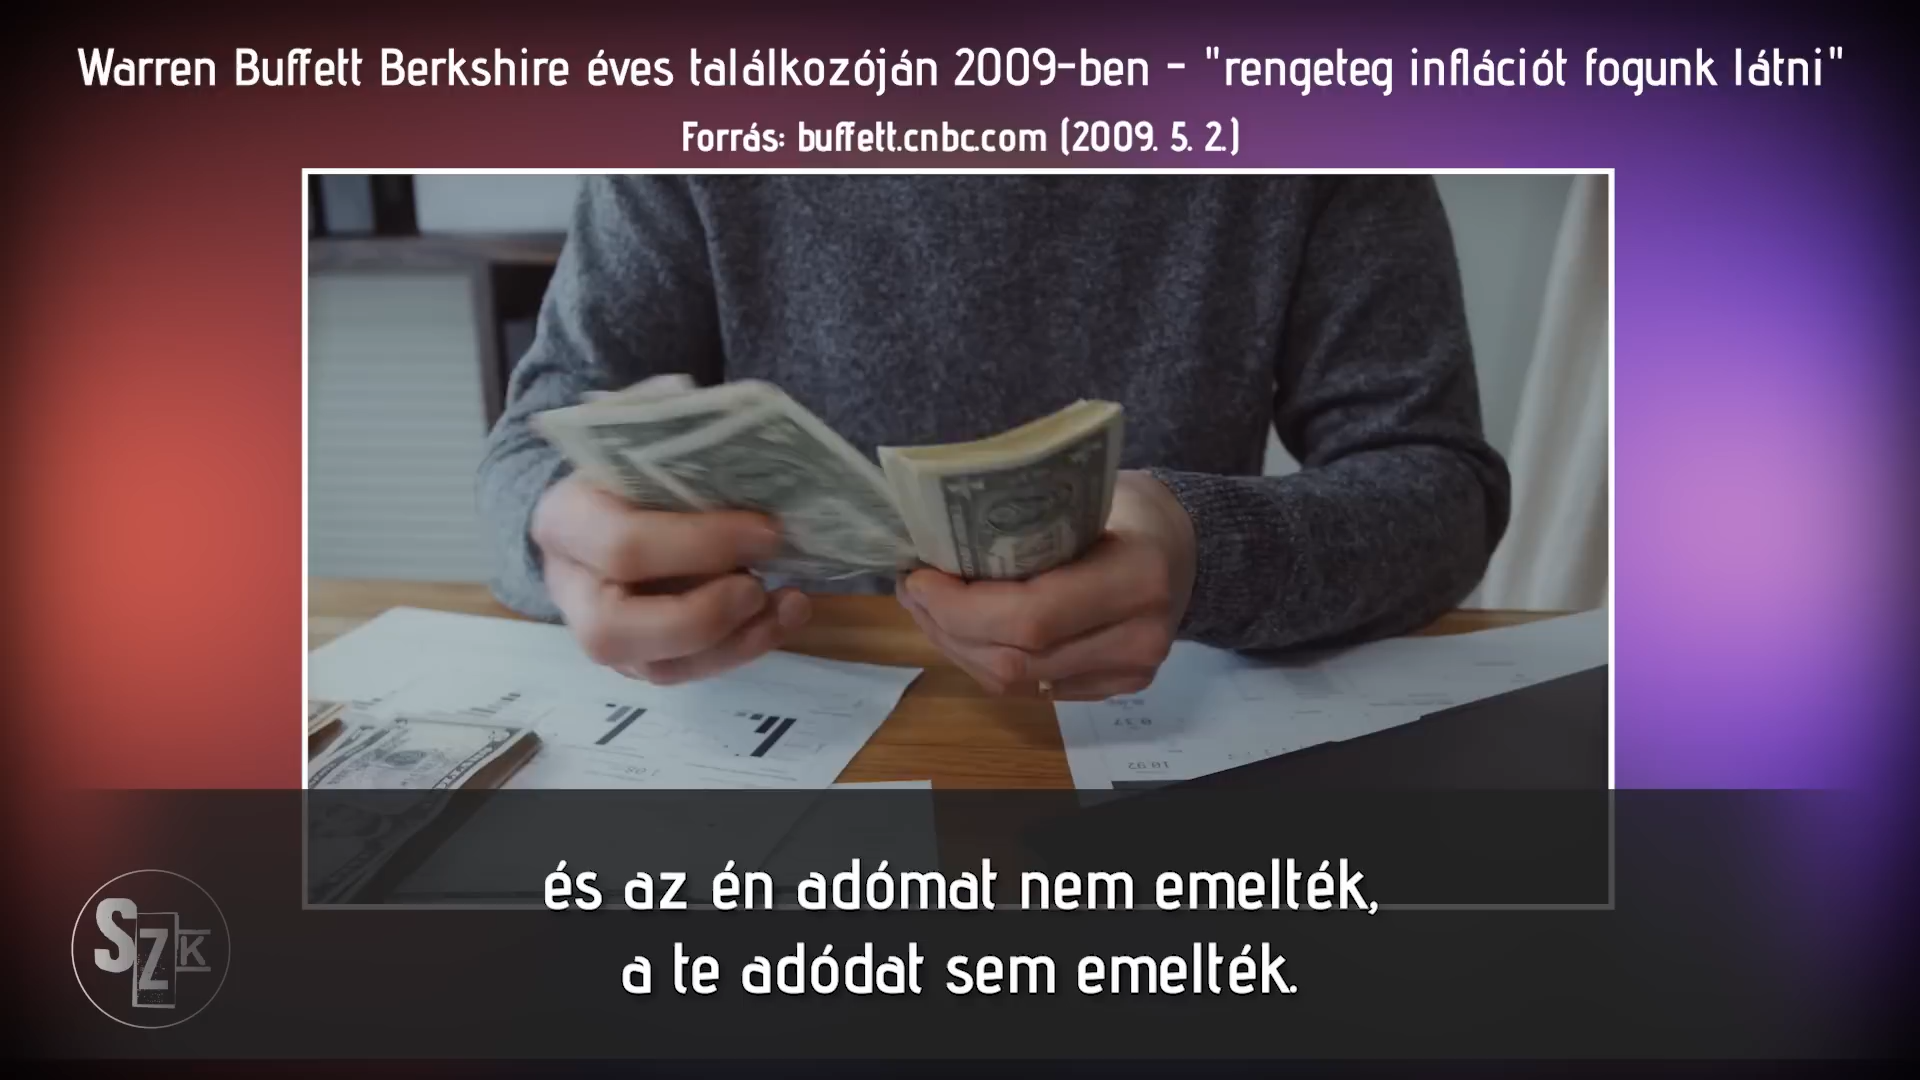 Warren Buffett Berkshire éves találkozóján 2009-ben - "rengeteg inflációt fogunk látni"
Forrás: buffett.cnbc.com (2009. 5. 2.)
és az én adómat nem emelték,
a te adódat sem emelték.
SZK